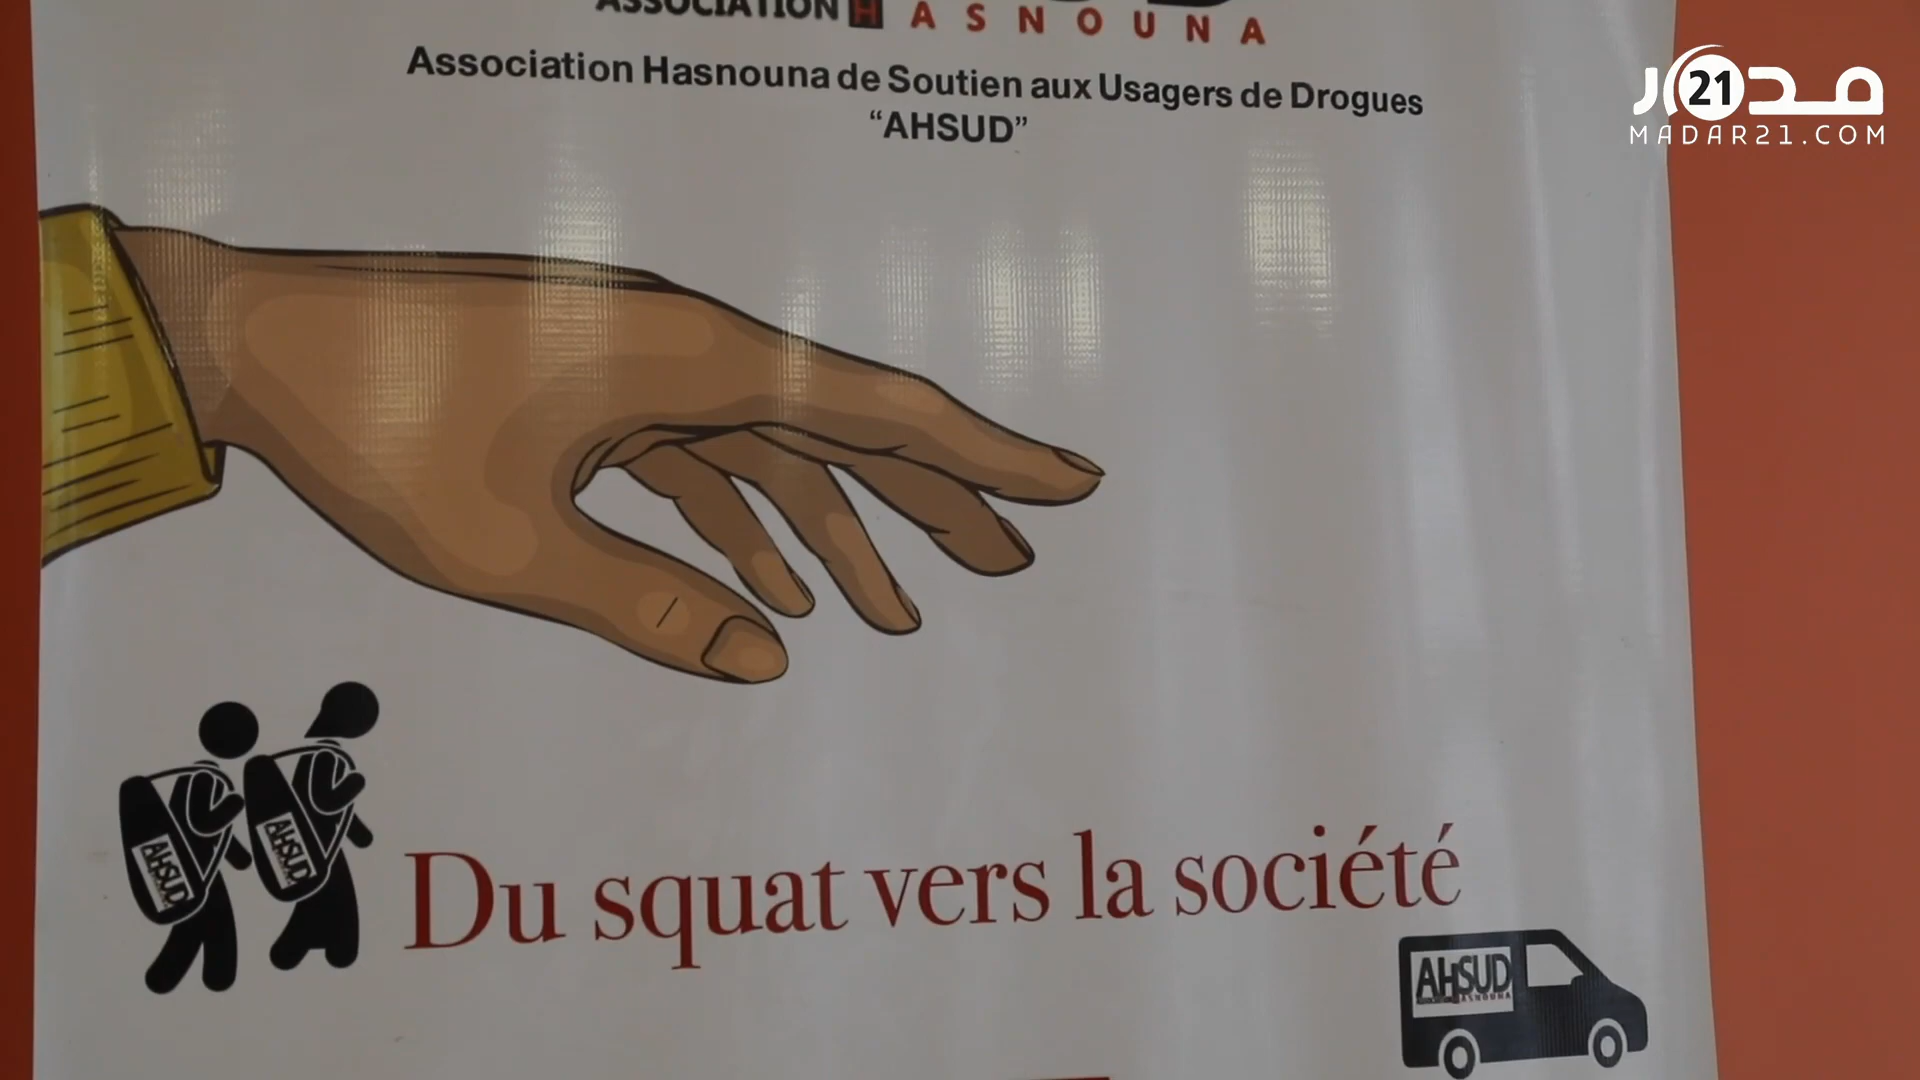 ASSOCIATION HASNOUNA
Association Hasnouna de Soutien aux Usagers de Drogues
“AHSUD”
مدار 21
MADAR21.COM
AHSUD
AHSUD
Du squat vers la société
AHSUD